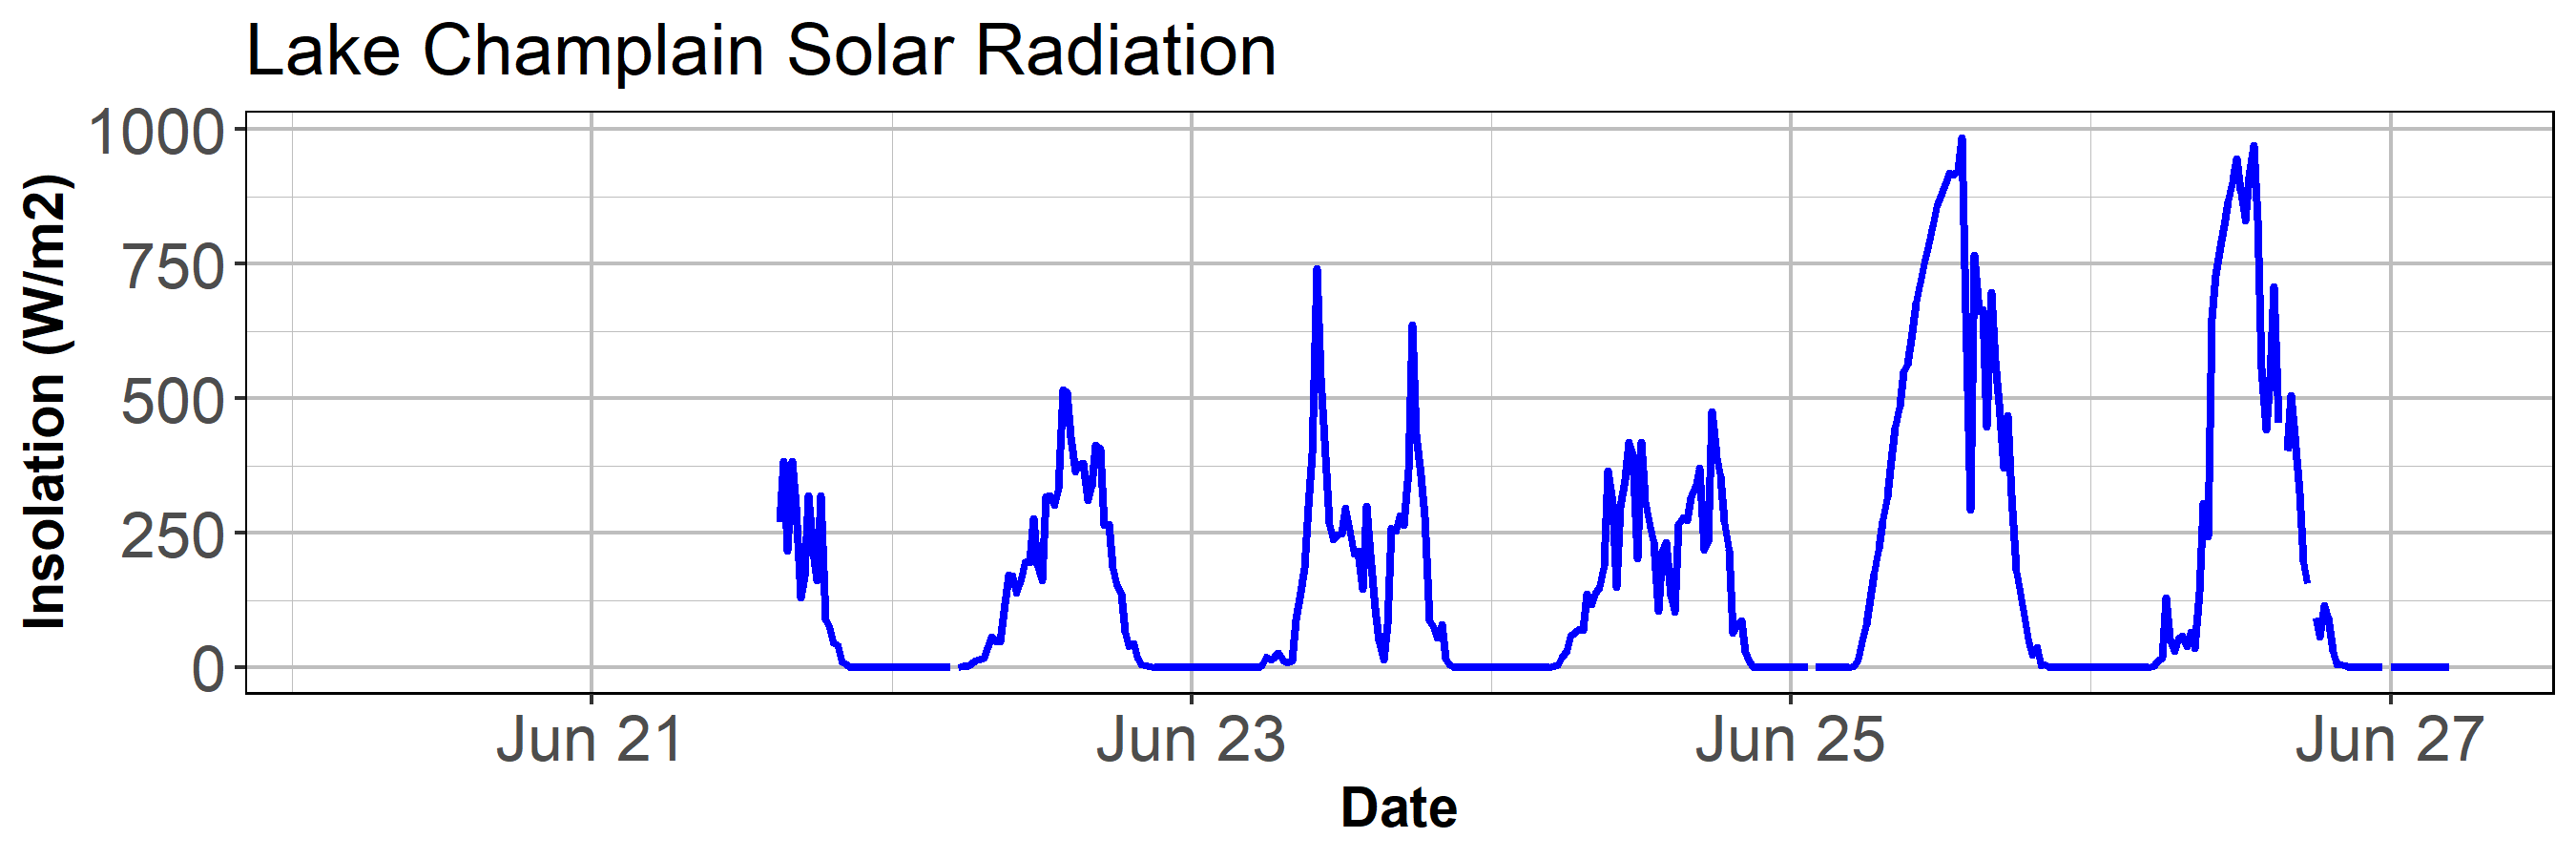 Lake Champlain Solar Radiation
1000
750
500
250
0
Insolation (W/m2)
Jun 21 Jun 23 Jun 25 Jun 27
Date